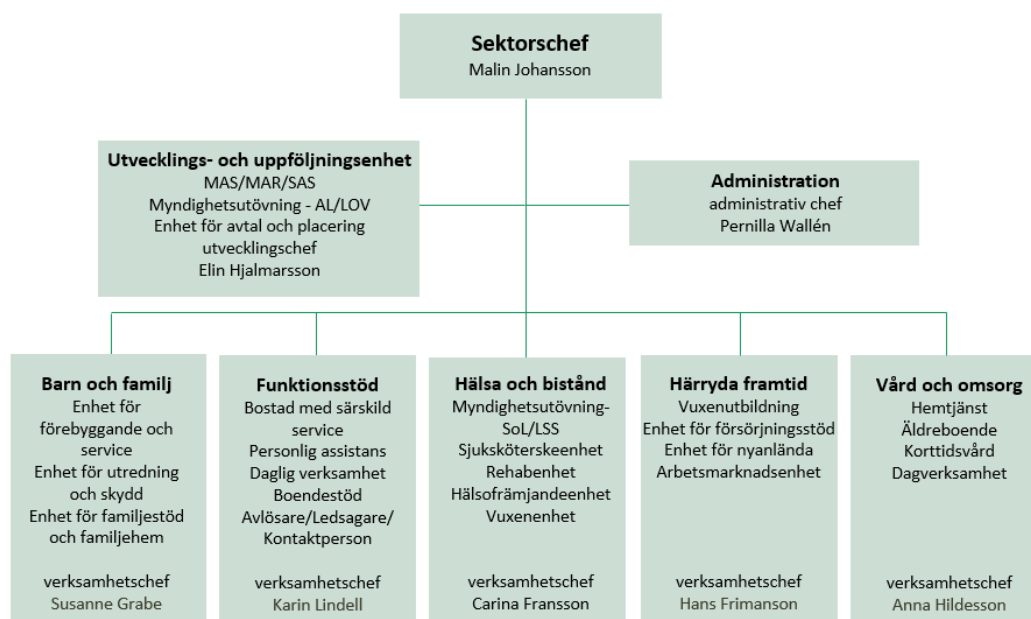 Sektorschef
Malin Johansson
Utvecklings- och uppföljningsenhet
MAS/MAR/SAS
Myndighetsutövning - AL/LOV
Enhet för avtal och placering
utvecklingschef
Elin Hjalmarsson
Administration
administrativ chef
Pernilla Wallén
Barn och familj
Enhet för
förebyggande och
service
Enhet för utredning
och skydd
Enhet för familjestöd
och familjehem
verksamhetschef
Susanne Grabe
Funktionsstöd
Bostad med särskild
service
Personlig assistans
Daglig verksamhet
Boendestöd
Avlösare/Ledsagare/
Kontaktperson
verksamhetschef
Karin Lindell
Hälsa och bistånd
Myndighetsutövning-
SoL/LSS
Sjuksköterskeenhet
Rehabenhet
Hälsofrämjandeenhet
Vuxenenhet
verksamhetschef
Carina Fransson
Härryda framtid
Vuxenutbildning
Enhet för försörjningsstöd
Enhet för nyanlända
Arbetsmarknadsenhet
verksamhetschef
Hans Frimanson
Vård och omsorg
Hemtjänst
Äldreboende
Korttidsvård
Dagverksamhet
verksamhetschef
Anna Hildesson